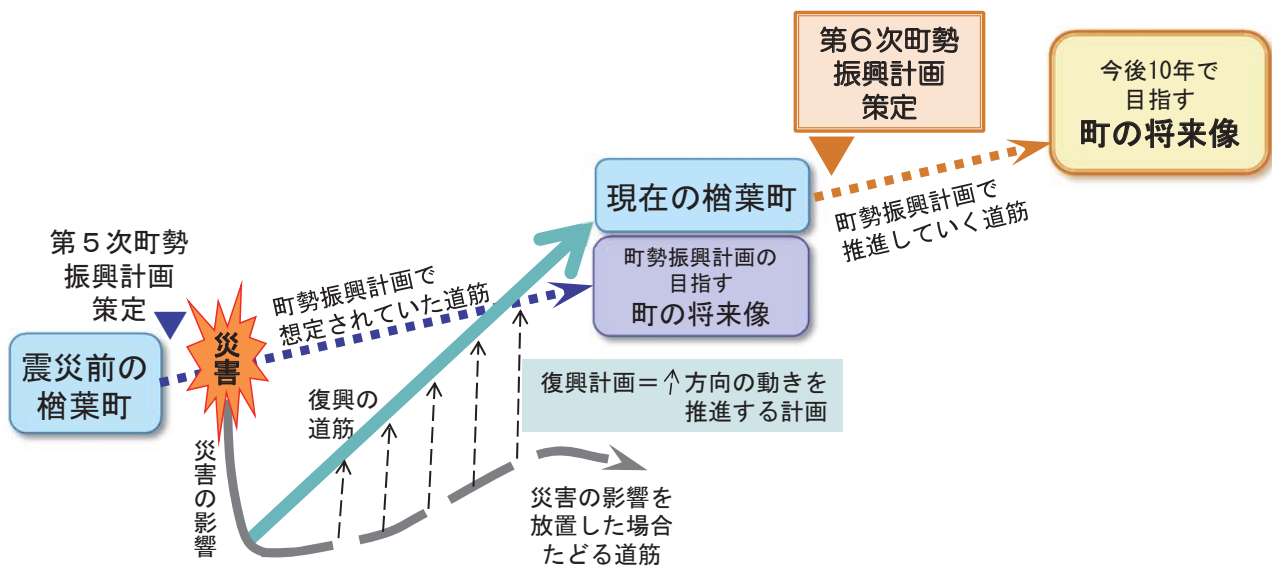 第５次町勢
振興計画
策定
震災前の
楢葉町
災害
災害の影響
町勢振興計画で
想定されていた道筋
復興の
道筋
現在の楢葉町
町勢振興計画の
目指す
町の将来像
復興計画＝↑方向の動きを
推進する計画
災害の影響を
放置した場合
たどる道筋
第６次町勢
振興計画
策定
町勢振興計画で
推進していく道筋
今後10年で
目指す
町の将来像